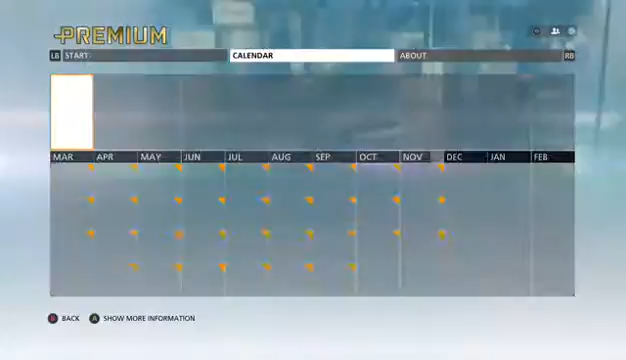 PREMIUM
LB START CALENDAR ABOUT RB
MAR APR MAY JUN JUL AUG SEP OCT NOV DEC JAN FEB
B BACK A SHOW MORE INFORMATION